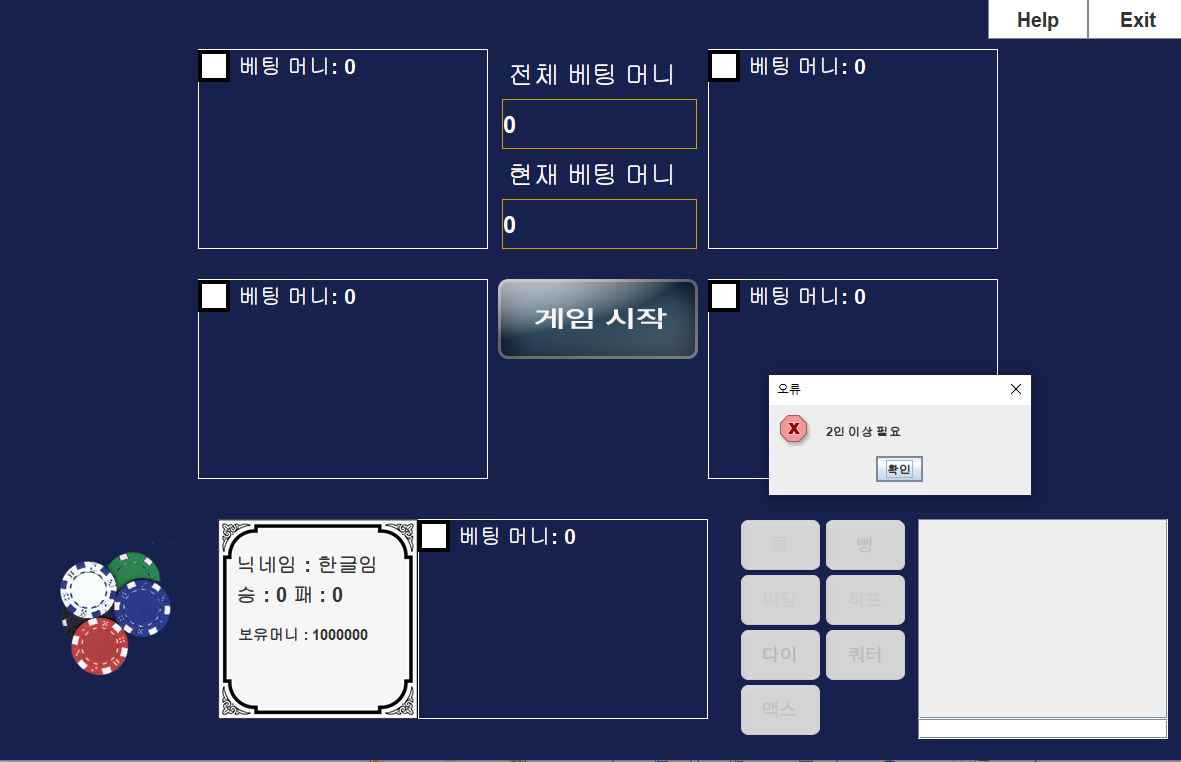 Help
Exit
베팅 머니: 0
전체 베팅 머니
베팅 머니: 0
0
현재 베팅 머니
0
베팅 머니: 0
게임 시작
베팅 머니: 0
오류
2인 이상 필요
확인
닉네임 : 한글임
승 : 0 패 : 0
보유머니 : 1000000
베팅 머니: 0
콜
삥
따당
하프
다이
쿼터
맥스